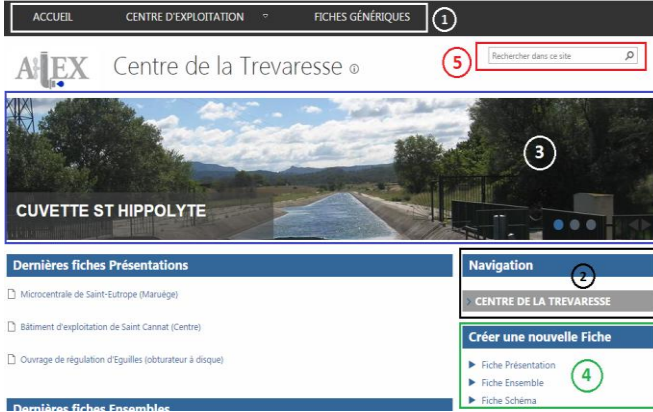 ACCUEIL CENTRE D'EXPLOITATION FICHES GÉNÉRIQUES 1
ALEX Centre de la Trevaresse
5 Rechercher dans ce site
3
CUVETTE ST HIPPOLYTE
Dernières fiches Présentations
Microcentrale de Saint-Eutrope (Maruège)
Bâtiment d'exploitation de Saint Cannat (Centre)
Ouvrage de régulation d'Eguilles (obturateur à disque)
Dernières fiches Ensembles
Navigation
2
CENTRE DE LA TREVARESSE
Créer une nouvelle Fiche
Fiche Présentation
Fiche Ensemble
4
Fiche Schéma